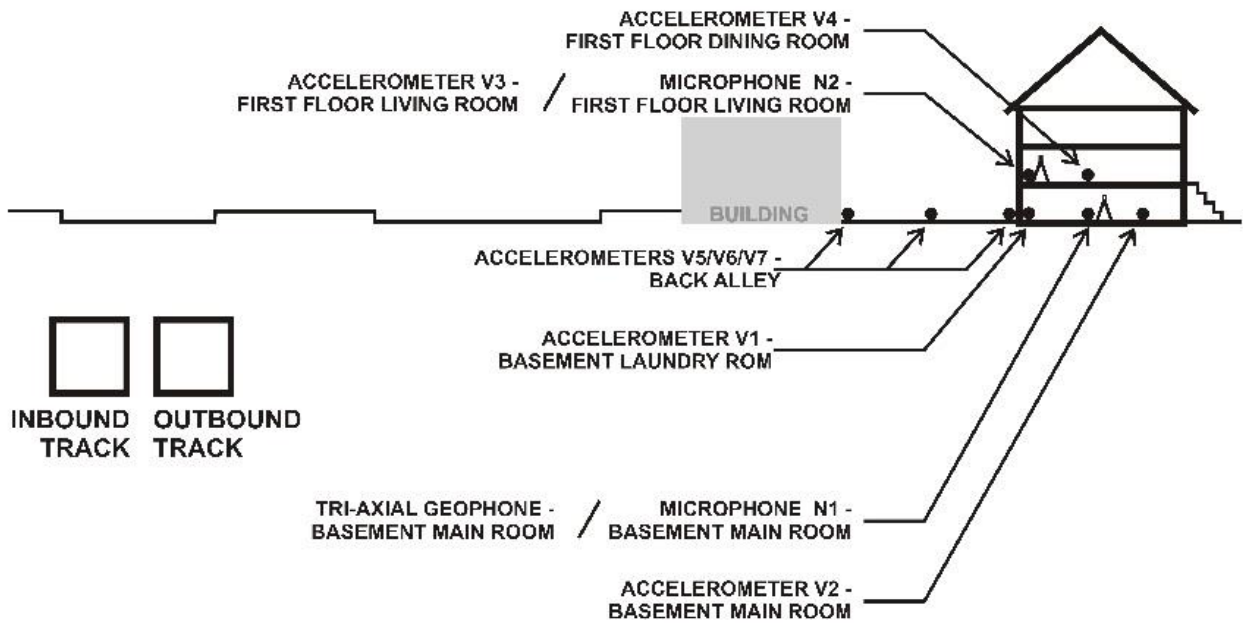 ACCELEROMETER V4 -
FIRST FLOOR DINING ROOM
ACCELEROMETER V3 -
FIRST FLOOR LIVING ROOM
/
MICROPHONE N2 -
FIRST FLOOR LIVING ROOM
BUILDING
ACCELEROMETERS V5/V6/V7 -
BACK ALLEY
ACCELEROMETER V1 -
BASEMENT LAUNDRY ROM
INBOUND
TRACK
OUTBOUND
TRACK
TRI-AXIAL GEOPHONE -
BASEMENT MAIN ROOM
/
MICROPHONE N1 -
BASEMENT MAIN ROOM
ACCELEROMETER V2 -
BASEMENT MAIN ROOM